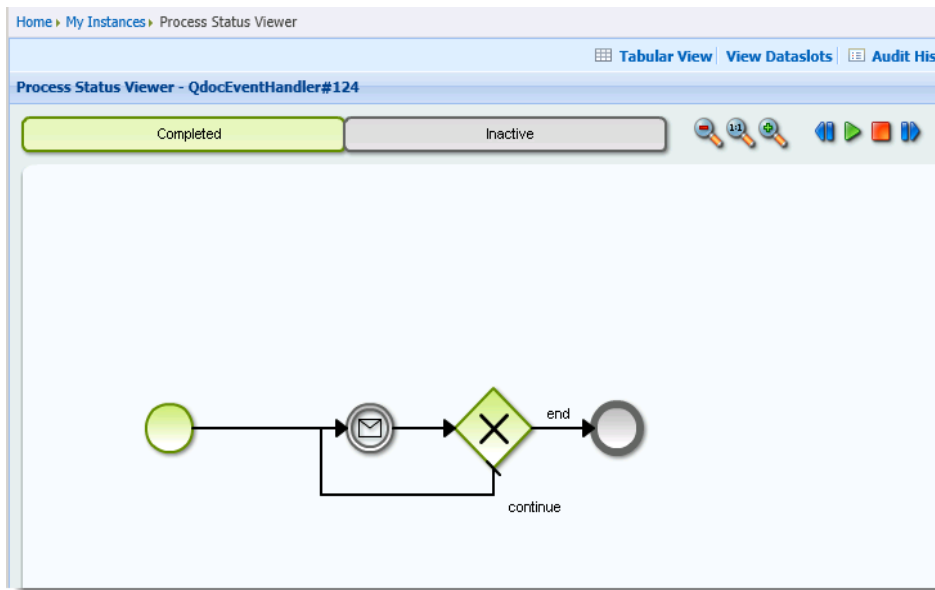 Home › My Instances › Process Status Viewer
Tabular View View Dataslots Audit His
Process Status Viewer - QdocEventHandler#124
Completed Inactive 1:1
end
continue